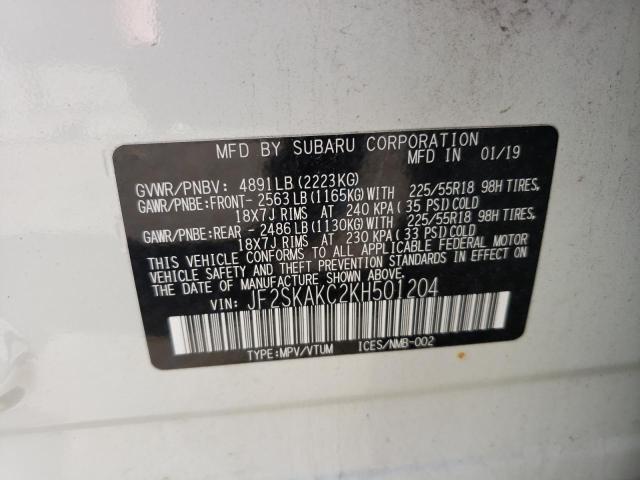 MFD BY SUBARU CORPORATION
MFD IN 01/19
GVWR/PNBV: 4891LB(2223KG)
GAWR/PNBE:FRONT- 2563LB(1165KG)WITH 225/55R18 98H TIRES,
18X7J RIMS AT 240 KPA(35 PSI)COLD
GAWR/PNBE:REAR - 2486LB(1130KG)WITH 225/55R18 98H TIRES,
18X7J RIMS AT 230 KPA(33 PSI)COLD
THIS VEHICLE CONFORMS TO ALL APPLICABLE FEDERAL MOTOR
VEHICLE SAFETY AND THEFT PREVENTION STANDARDS IN EFFECT ON
THE DATE OF MANUFACTURE SHOWN ABOVE.
VIN: JF2SKAKC2KH501204
TYPE:MPV/VTUM ICES/NMB-002